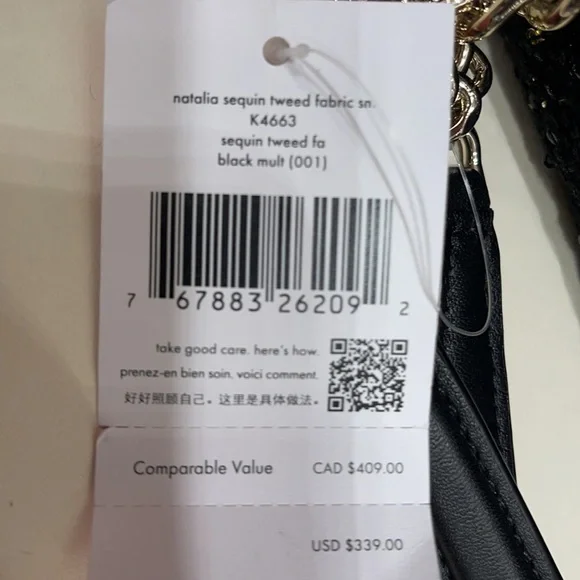 natalia sequin tweed fabric sn.
K4663
sequin tweed fa
black mult (001)
7 67883 26209 2
take good care. here's how.
prenez-en bien soin. voici comment.
好好照顾自己。这里是具体做法。
Comparable Value CAD $409.00
USD $339.00